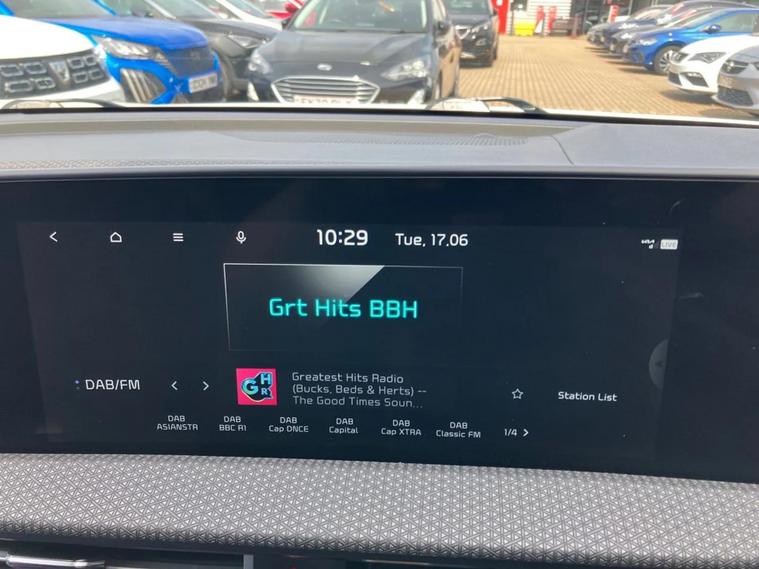 10:29 Tue, 17.06
LIVE
Grt Hits BBH
DAB/FM
GHR
Greatest Hits Radio
(Bucks, Beds & Herts) --
The Good Times Soun...
Station List
DAB
ASIANSTR
DAB
BBC R1
DAB
Cap DNCE
DAB
Capital
DAB
Cap XTRA
DAB
Classic FM
1/4